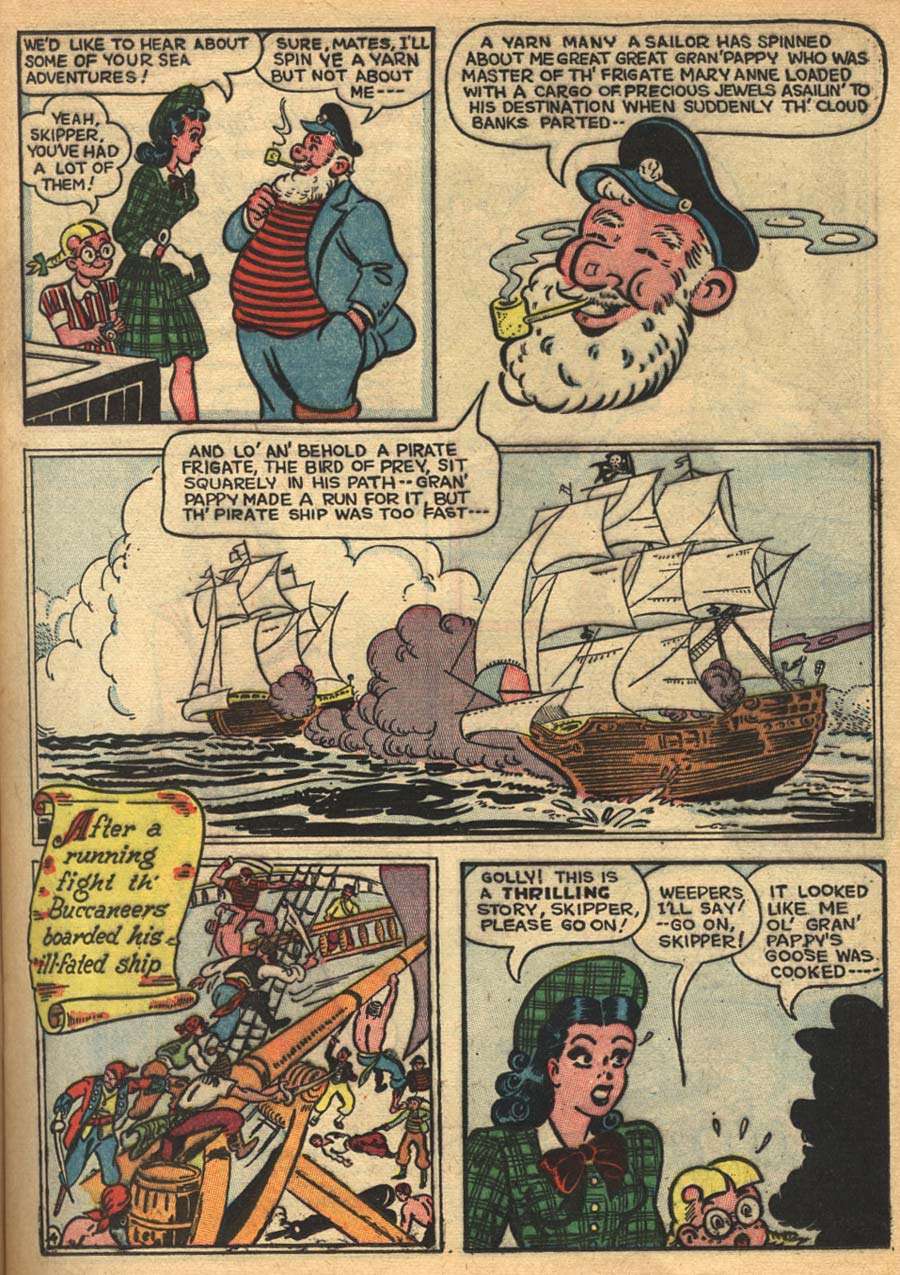 WE'D LIKE TO HEAR ABOUT
SOME OF YOUR SEA
ADVENTURES!
YEAH,
SKIPPER,
YOU'VE HAD
A LOT OF
THEM!
SURE, MATES, I'LL
SPIN YE A YARN
BUT NOT ABOUT
ME---
A YARN MANY A SAILOR HAS SPINNED
ABOUT ME GREAT GREAT GRAN'PAPPY WHO WAS
MASTER OF TH' FRIGATE MARY ANNE LOADED
WITH A CARGO OF PRECIOUS JEWELS ASAILIN' TO
HIS DESTINATION WHEN SUDDENLY TH' CLOUD
BANKS PARTED--
AND LO' AN' BEHOLD A PIRATE
FRIGATE, THE BIRD OF PREY, SIT
SQUARELY IN HIS PATH--GRAN'
PAPPY MADE A RUN FOR IT, BUT
TH' PIRATE SHIP WAS TOO FAST---
After a
running
fight th'
Buccaneers
boarded his
ill-fated ship
4
GOLLY! THIS IS
A THRILLING
STORY, SKIPPER,
PLEASE GO ON!
WEEPERS
I'LL SAY!
--GO ON,
SKIPPER!
IT LOOKED
LIKE ME
OL' GRAN'
PAPPY'S
GOOSE WAS
COOKED----